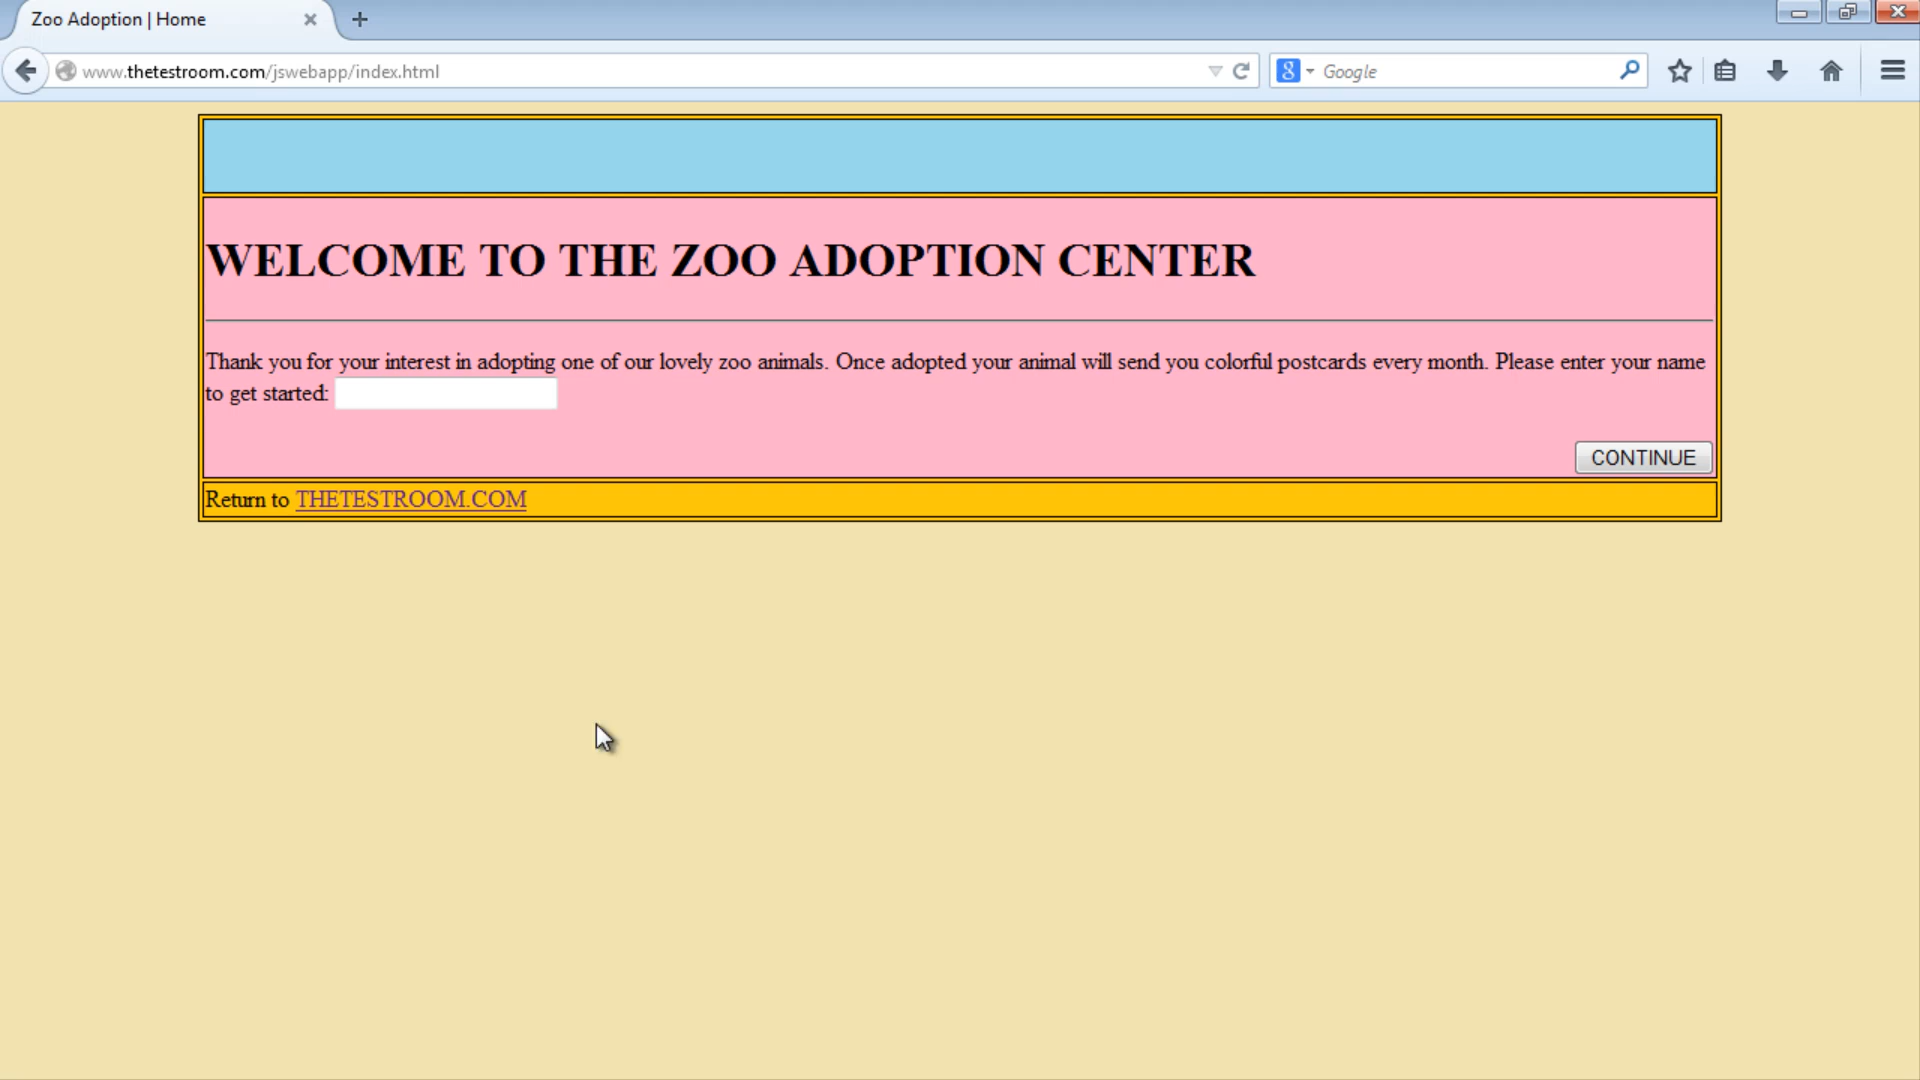 Zoo Adoption | Home
www.thetestroom.com/jswebapp/index.html
Google
WELCOME TO THE ZOO ADOPTION CENTER
Thank you for your interest in adopting one of our lovely zoo animals. Once adopted your animal will send you colorful postcards every month. Please enter your name
to get started:
CONTINUE
Return to THETESTROOM.COM